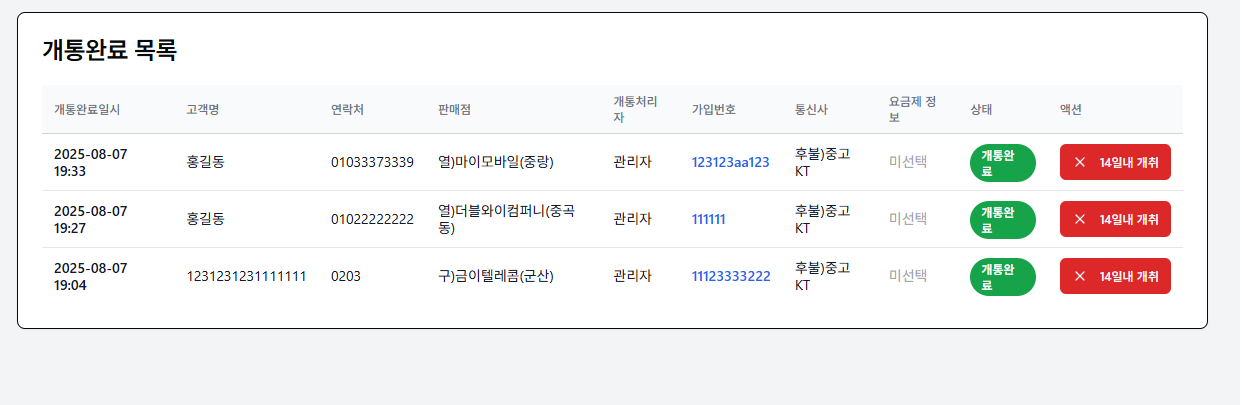 개통완료 목록
개통완료일시 고객명 연락처 판매점 개통처리자 가입번호 통신사 요금제 정보 상태 액션
2025-08-07 19:33 홍길동 01033373339 열)마이모바일(중랑) 관리자 123123aa123 후불)중고KT 미선택 개통완료 × 14일내 개취
2025-08-07 19:27 홍길동 01022222222 열)더블와이컴퍼니(중곡동) 관리자 111111 후불)중고KT 미선택 개통완료 × 14일내 개취
2025-08-07 19:04 1231231231111111 0203 구)금이텔레콤(군산) 관리자 11123333222 후불)중고KT 미선택 개통완료 × 14일내 개취